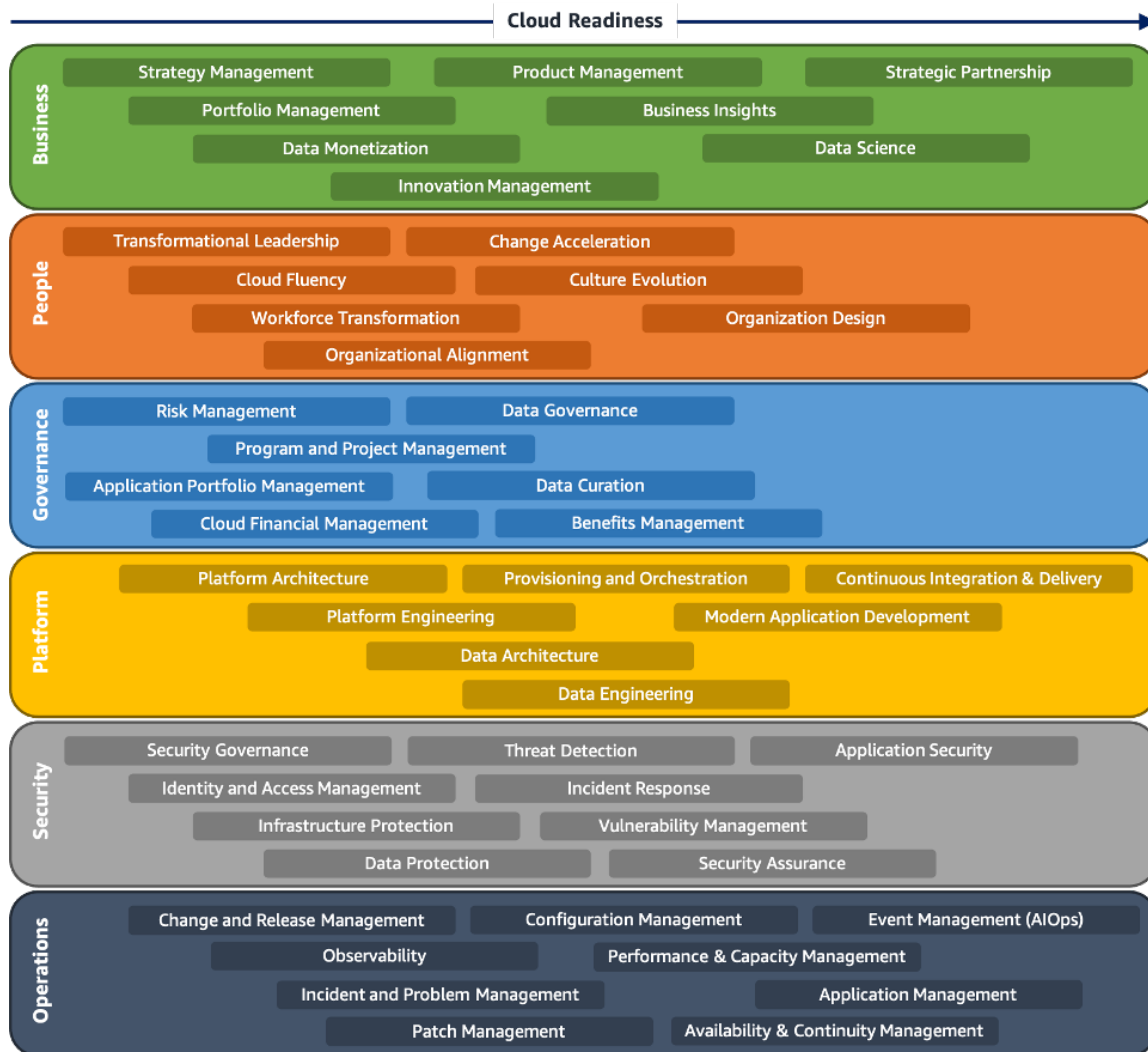 Cloud Readiness
Business
Strategy Management
Product Management
Strategic Partnership
Portfolio Management
Business Insights
Data Monetization
Data Science
Innovation Management
People
Transformational Leadership
Change Acceleration
Cloud Fluency
Culture Evolution
Workforce Transformation
Organization Design
Organizational Alignment
Governance
Risk Management
Data Governance
Program and Project Management
Application Portfolio Management
Data Curation
Cloud Financial Management
Benefits Management
Platform
Platform Architecture
Provisioning and Orchestration
Continuous Integration & Delivery
Platform Engineering
Modern Application Development
Data Architecture
Data Engineering
Security
Security Governance
Threat Detection
Application Security
Identity and Access Management
Incident Response
Infrastructure Protection
Vulnerability Management
Data Protection
Security Assurance
Operations
Change and Release Management
Configuration Management
Event Management (AIOps)
Observability
Performance & Capacity Management
Incident and Problem Management
Application Management
Patch Management
Availability & Continuity Management